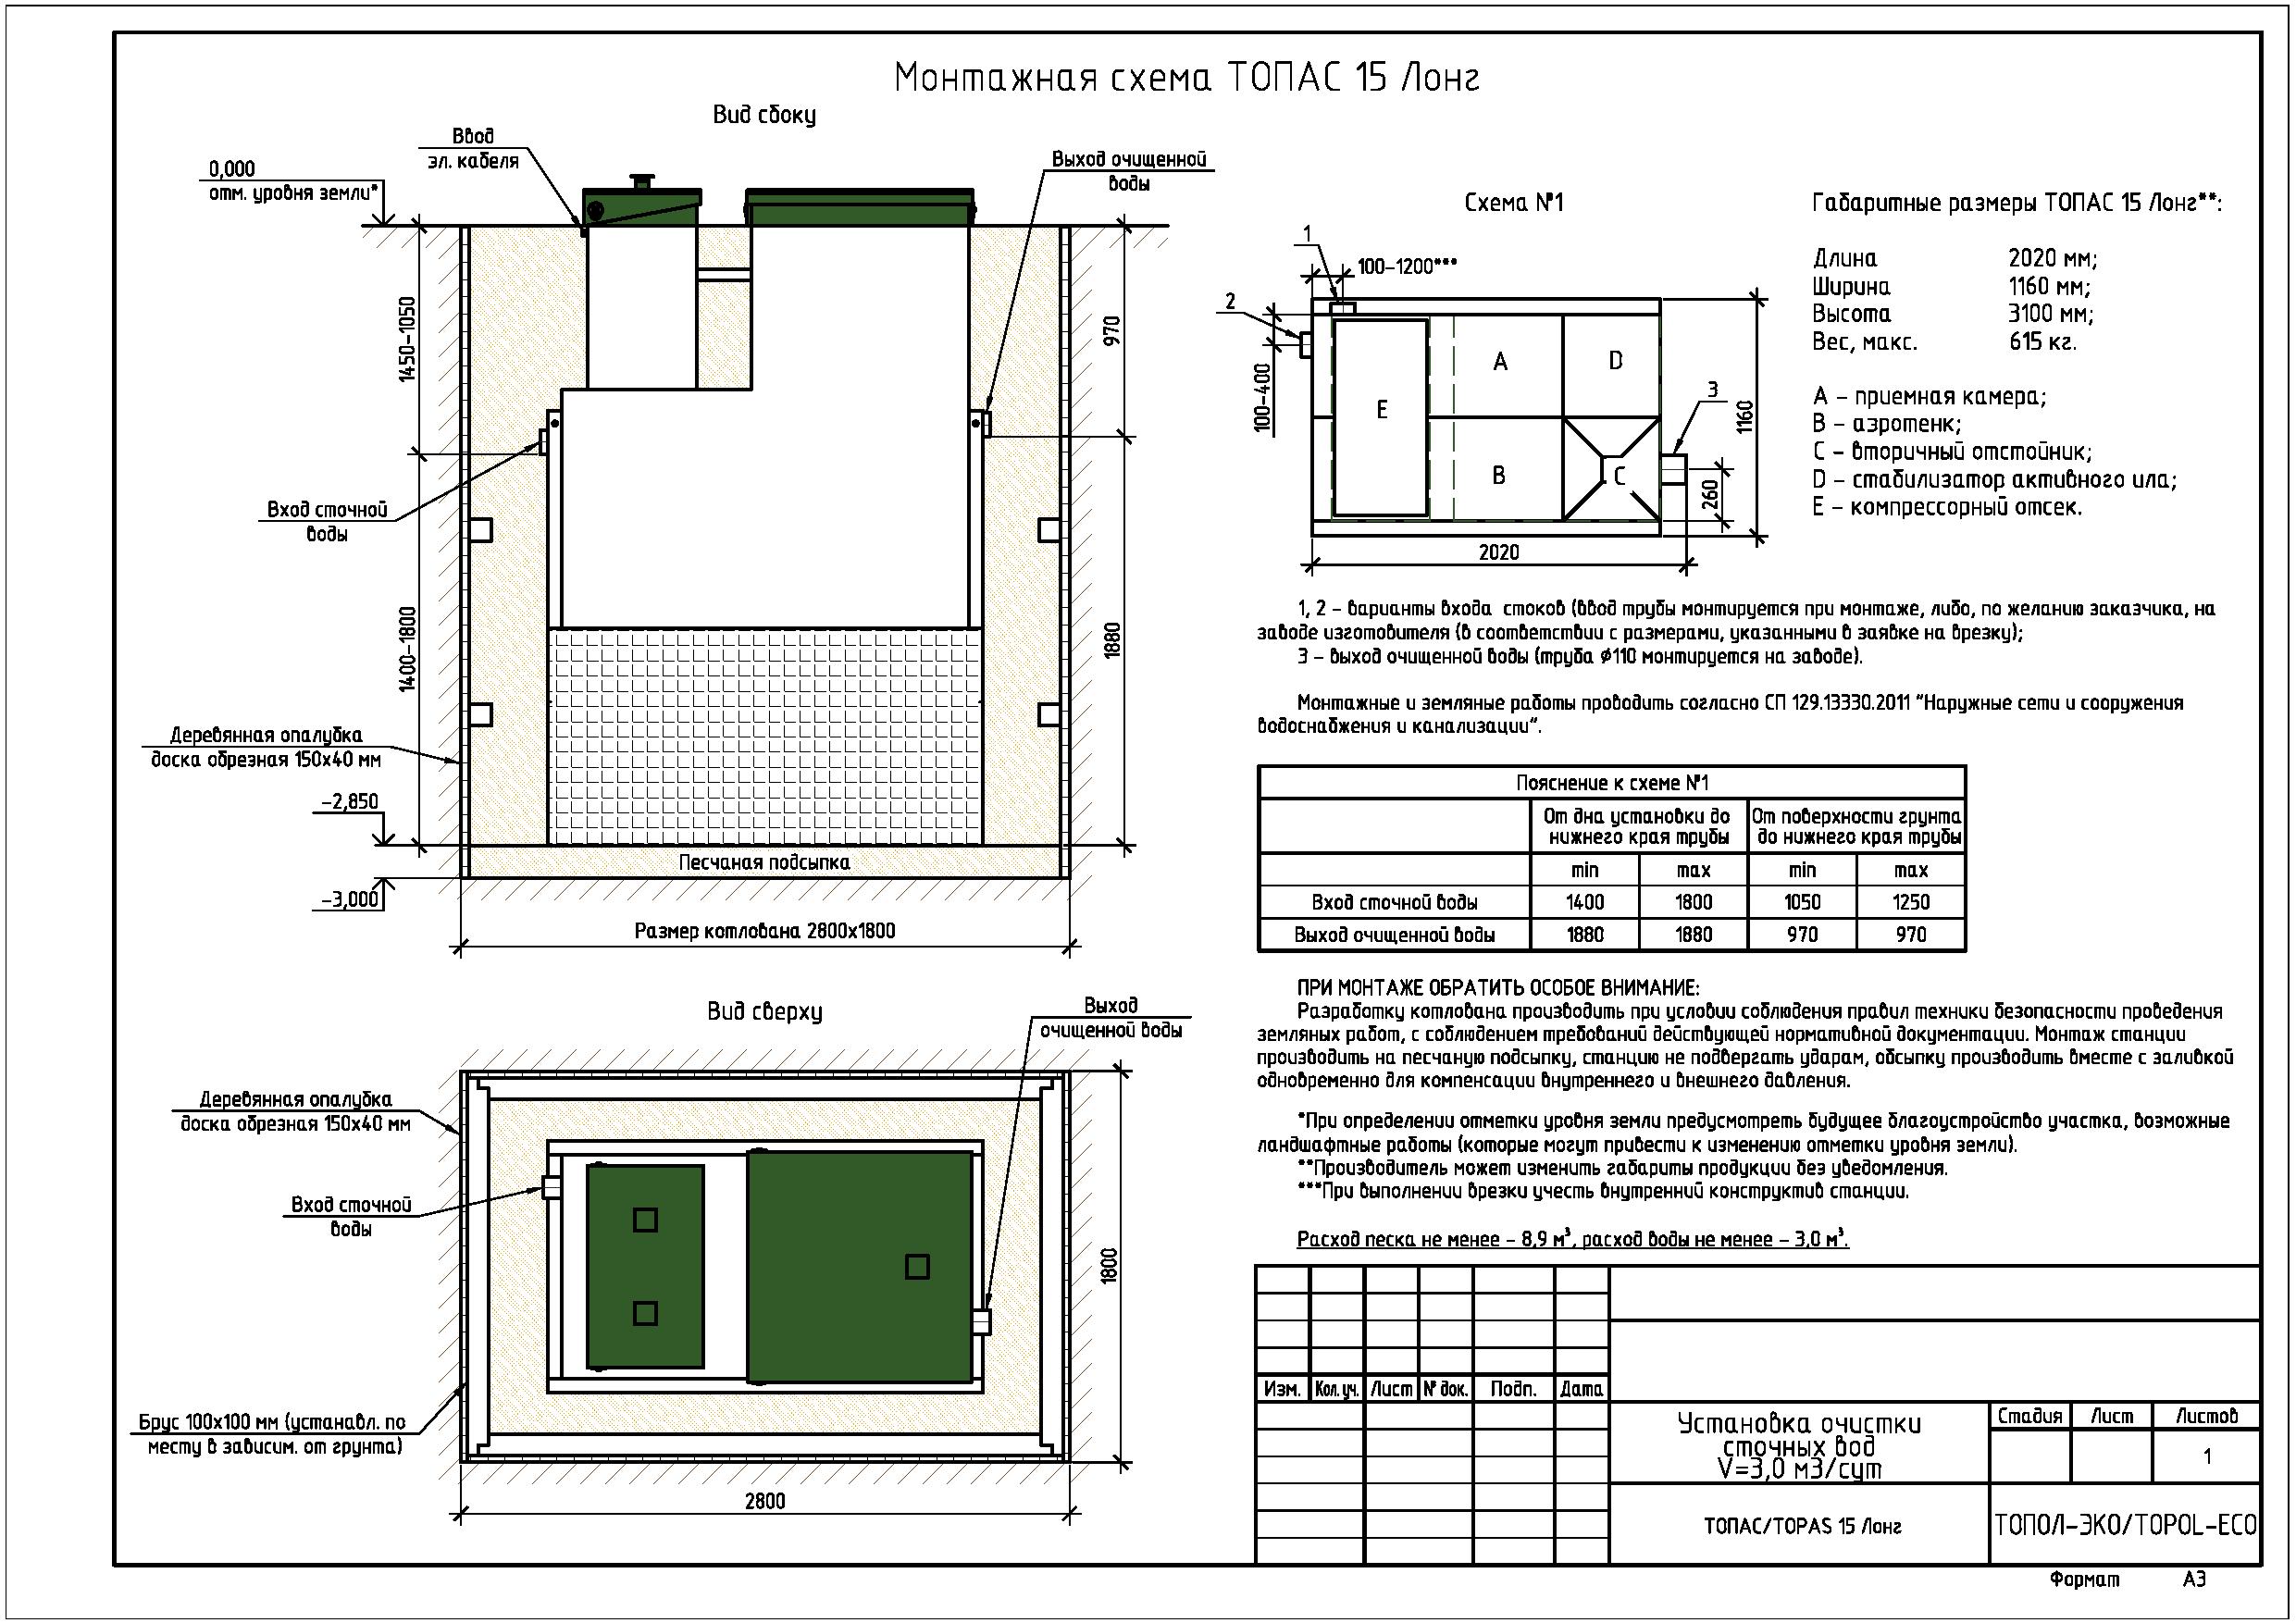 Монтажная схема ТОПАС 15 Лонг
Вид сбоку
Ввод
эл. кабеля
0,000
отм. уровня земли*
Выход очищенной
воды
1450-1050
970
Вход сточной
воды
1400-1800
1880
Деревянная опалубка
доска обрезная 150х40 мм
-2,850
Песчаная подсыпка
-3,000
Размер котлована 2800х1800
Вид сверху
Выход
очищенной воды
Деревянная опалубка
доска обрезная 150х40 мм
Вход сточной
воды
1800
Брус 100х100 мм (устанавл. по
месту в зависим. от грунта)
2800
Схема №1
1
100-1200***
2
A
D
3
100-400
E
1160
B
C
260
2020
Габаритные размеры ТОПАС 15 Лонг**:
Длина 2020 мм;
Ширина 1160 мм;
Высота 3100 мм;
Вес, макс. 615 кг.
A - приемная камера;
B - аэротенк;
C - вторичный отстойник;
D - стабилизатор активного ила;
E - компрессорный отсек.
1, 2 - варианты входа стоков (ввод трубы монтируется при монтаже, либо, по желанию заказчика, на
заводе изготовителя (в соответствии с размерами, указанными в заявке на врезку);
3 - выход очищенной воды (труба ∅110 монтируется на заводе).
Монтажные и земляные работы проводить согласно СП 129.13330.2011 "Наружные сети и сооружения
водоснабжения и канализации".
Пояснение к схеме №1
От дна установки до нижнего края трубы От поверхности грунта до нижнего края трубы
min max min max
Вход сточной воды 1400 1800 1050 1250
Выход очищенной воды 1880 1880 970 970
ПРИ МОНТАЖЕ ОБРАТИТЬ ОСОБОЕ ВНИМАНИЕ:
Разработку котлована производить при условии соблюдения правил техники безопасности проведения
земляных работ, с соблюдением требований действующей нормативной документации. Монтаж станции
производить на песчаную подсыпку, станцию не подвергать ударам, обсыпку производить вместе с заливкой
одновременно для компенсации внутреннего и внешнего давления.
*При определении отметки уровня земли предусмотреть будущее благоустройство участка, возможные
ландшафтные работы (которые могут привести к изменению отметки уровня земли).
**Производитель может изменить габариты продукции без уведомления.
***При выполнении врезки учесть внутренний конструктив станции.
Расход песка не менее - 8,9 м³, расход воды не менее - 3,0 м³.
Изм. Кол.уч. Лист № док. Подп. Дата
Установка очистки
сточных вод
V=3,0 м3/сут
Стадия Лист Листов
1
ТОПАС/TOPAS 15 Лонг
ТОПОЛ-ЭКО/TOPOL-ECO
Формат А3